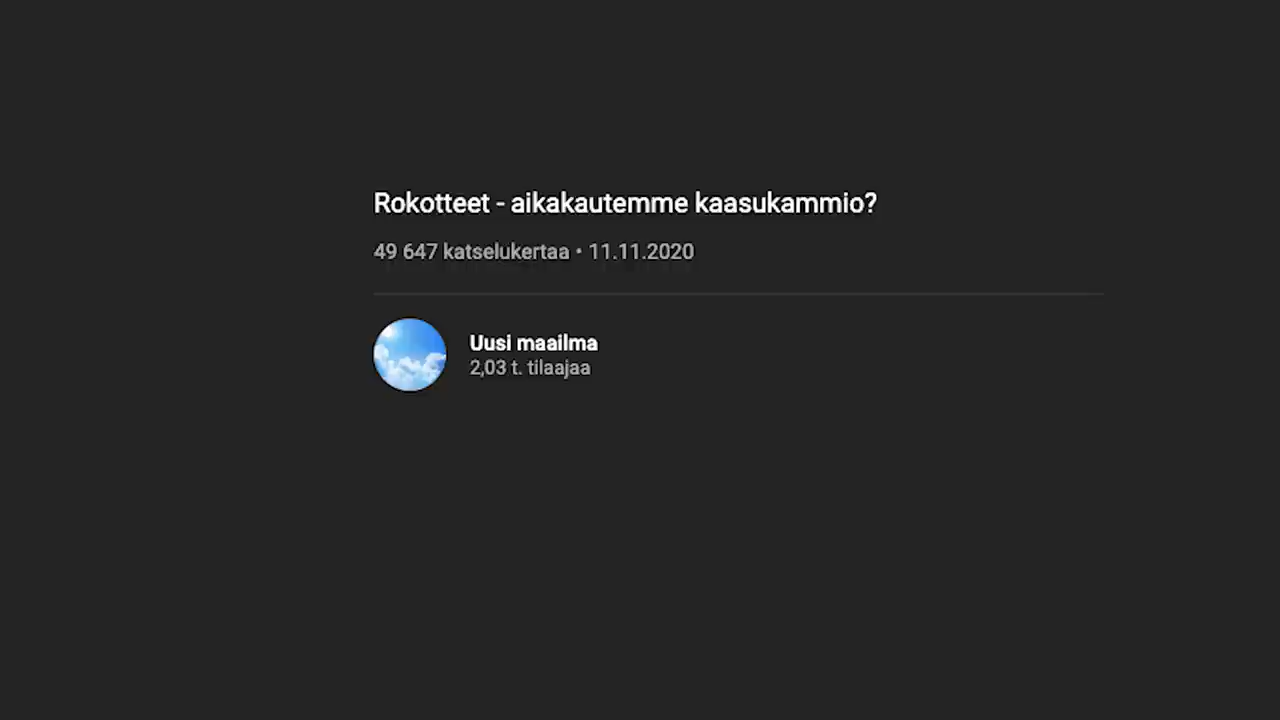 Rokotteet - aikakautemme kaasukammio?
49 647 katselukertaa • 11.11.2020
Uusi maailma
2,03 t. tilaajaa